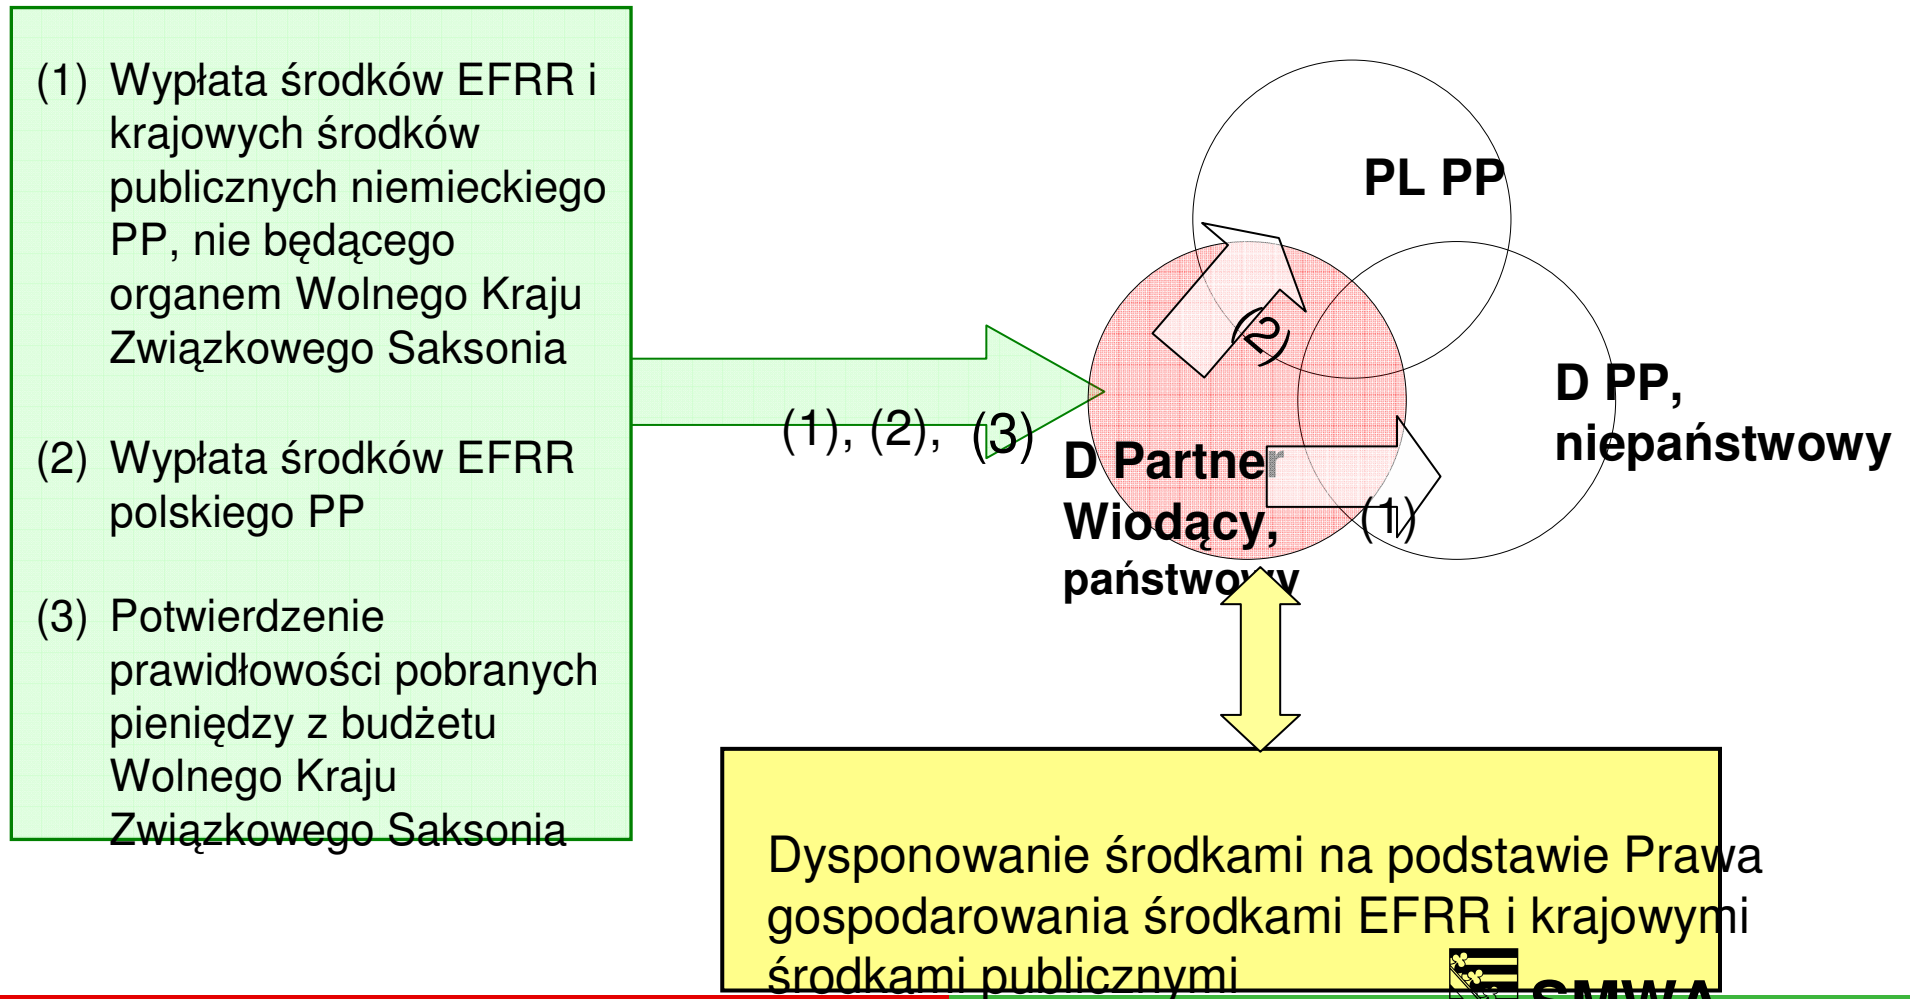 (1) Wypłata środków EFRR i
krajowych środków
publicznych niemieckiego
PP, nie będącego
organem Wolnego Kraju
Związkowego Saksonia
(2) Wypłata środków EFRR
polskiego PP
(3) Potwierdzenie
prawidłowości pobranych
pieniędzy z budżetu
Wolnego Kraju
Związkowego Saksonia
(1), (2), (3)
PL PP
(2)
D PP,
niepaństwowy
D Partner
Wiodący,
państwowy
(1)
Dysponowanie środkami na podstawie Prawa
gospodarowania środkami EFRR i krajowymi
środkami publicznymi
SMWA